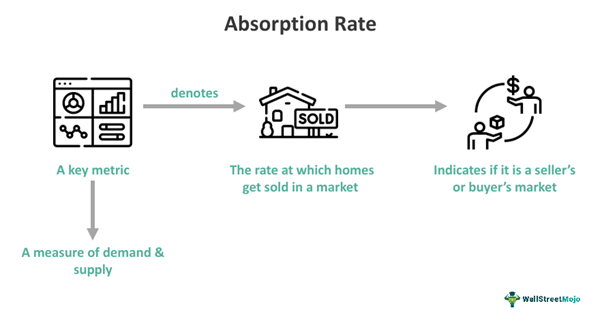 Absorption Rate
denotes
SOLD
$
A key metric
The rate at which homes
get sold in a market
Indicates if it is a seller's
or buyer's market
A measure of demand &
supply
WallStreetMojo